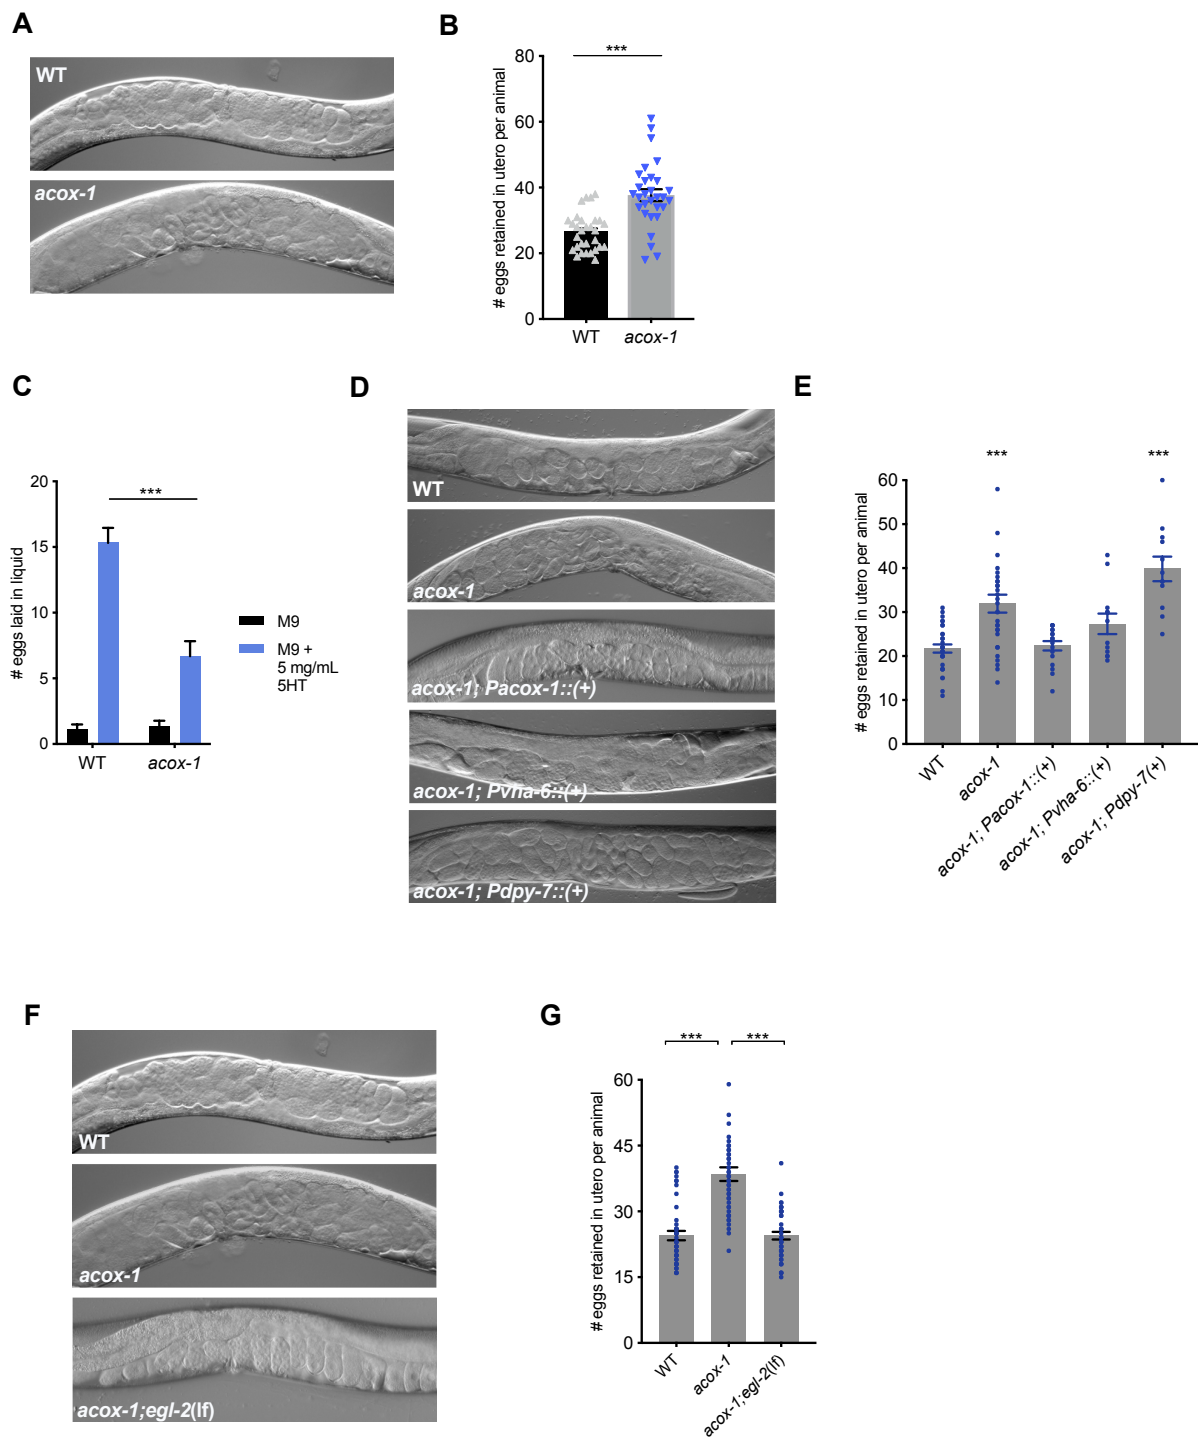 A
WT
acox-1
B
***
# eggs retained in utero per animal
80
60
40
20
0
WT
acox-1
C
# eggs laid in liquid
20
15
10
5
0
***
WT
acox-1
M9
M9 +
5 mg/mL
5HT
D
WT
acox-1
acox-1; Pacox-1::(+)
acox-1; Pvha-6::(+)
acox-1; Pdpy-7::(+)
E
# eggs retained in utero per animal
60
50
40
30
20
10
0
***
***
WT
acox-1
acox-1; Pacox-1::(+)
acox-1; Pvha-6::(+)
acox-1; Pdpy-7(+)
F
WT
acox-1
acox-1;egl-2(lf)
G
***
***
# eggs retained in utero per animal
60
45
30
15
0
WT
acox-1
acox-1;egl-2(lf)